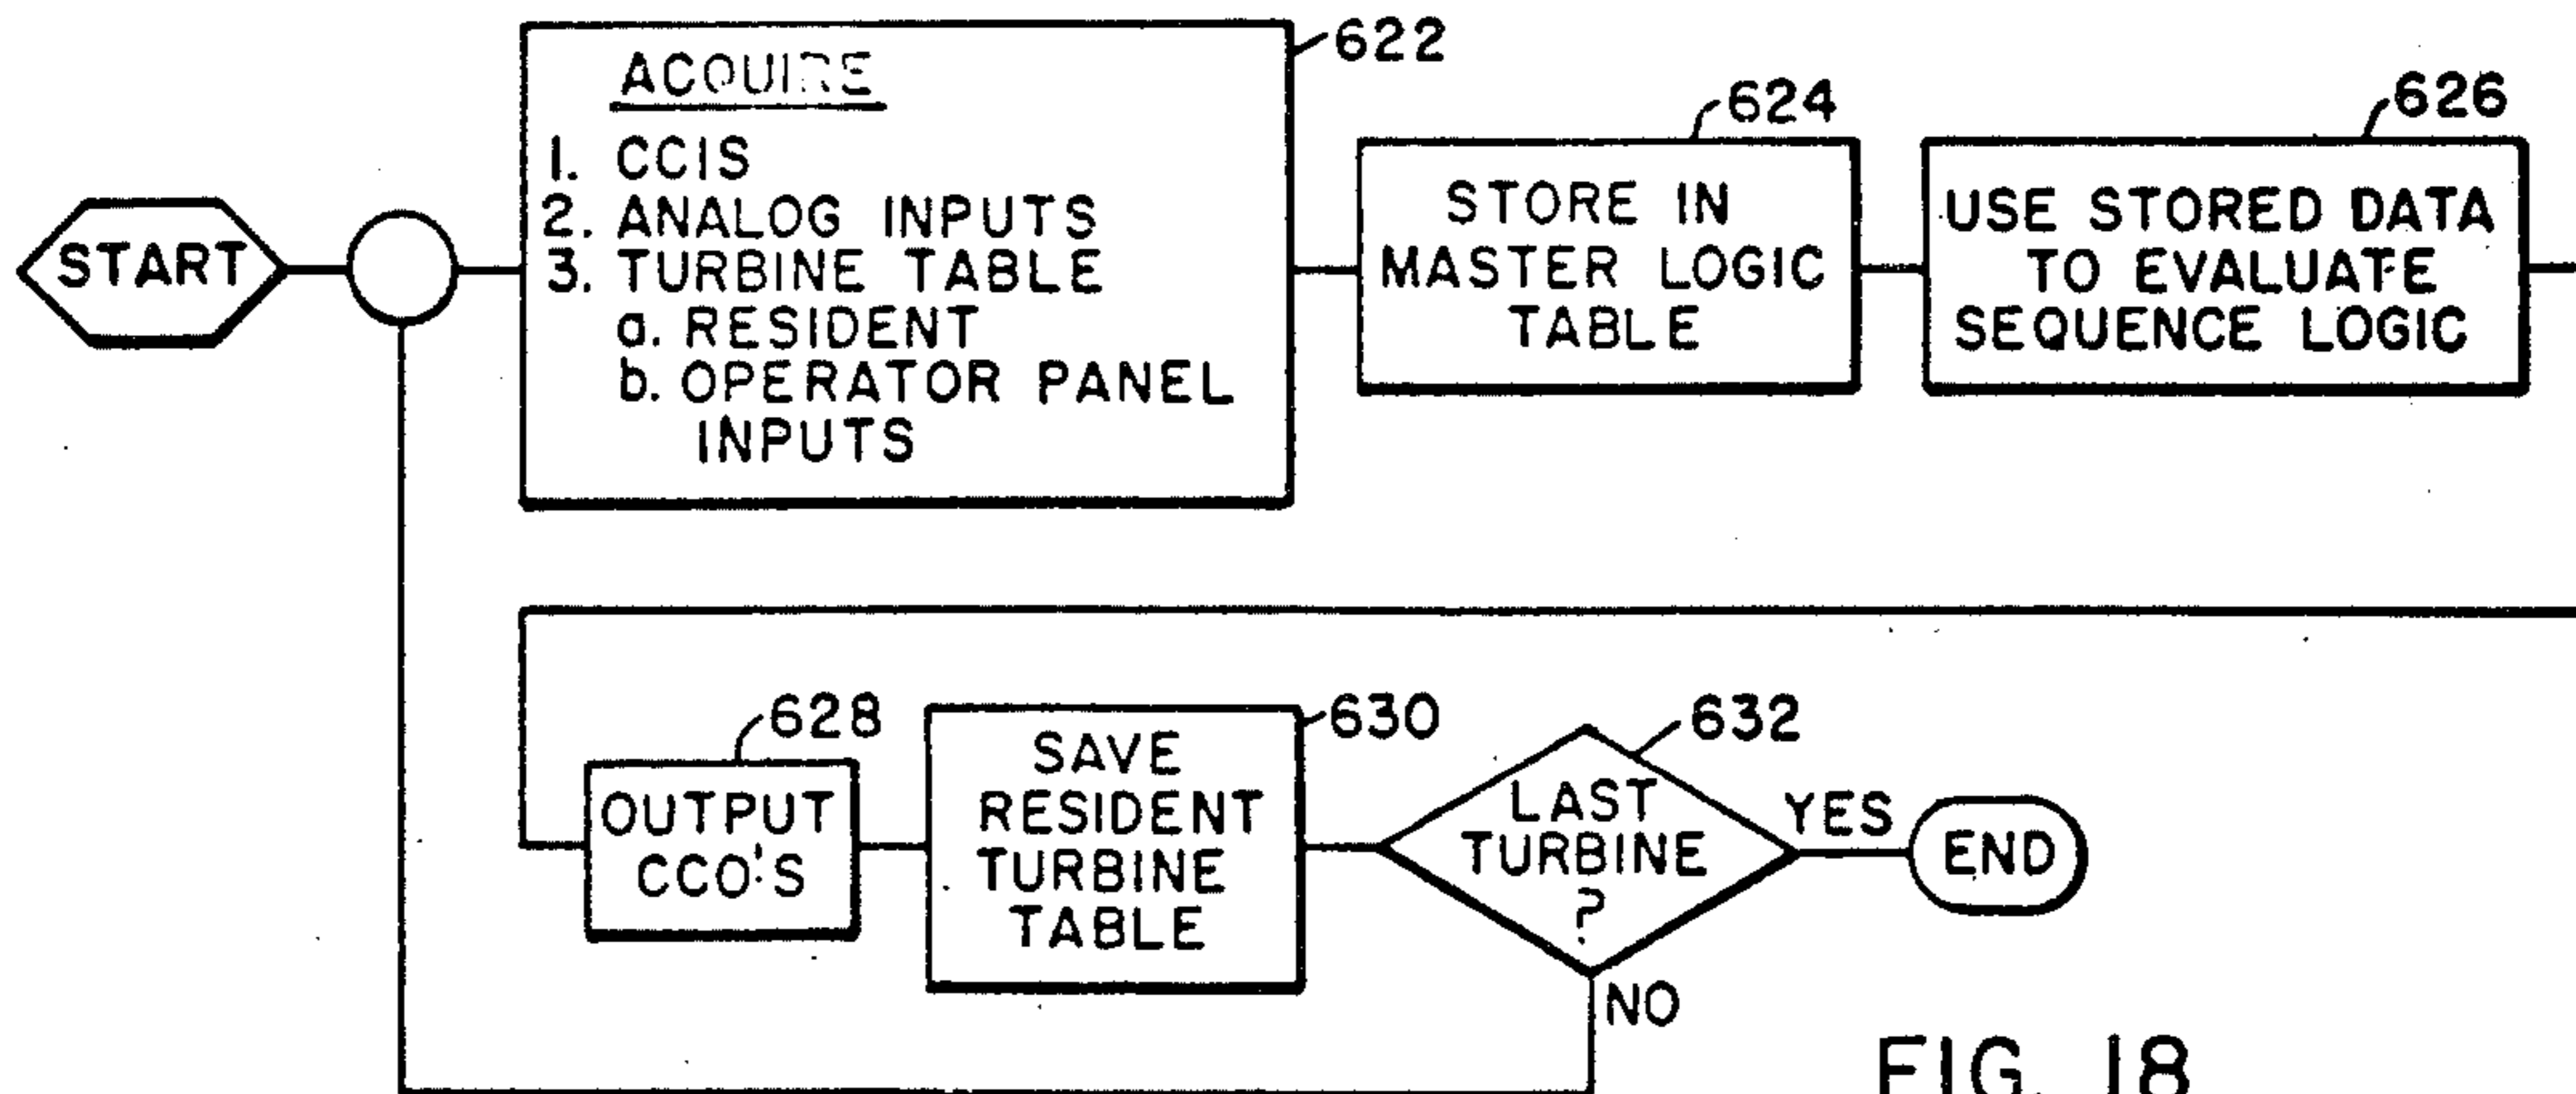 START
622
ACQUIRE
1. CCIS
2. ANALOG INPUTS
3. TURBINE TABLE
a. RESIDENT
b. OPERATOR PANEL
INPUTS
624
STORE IN
MASTER LOGIC
TABLE
626
USE STORED DATA
TO EVALUATE
SEQUENCE LOGIC
628
OUTPUT
CCO'S
630
SAVE
RESIDENT
TURBINE
TABLE
632
LAST
TURBINE
?
YES
END
NO
FIG. 18